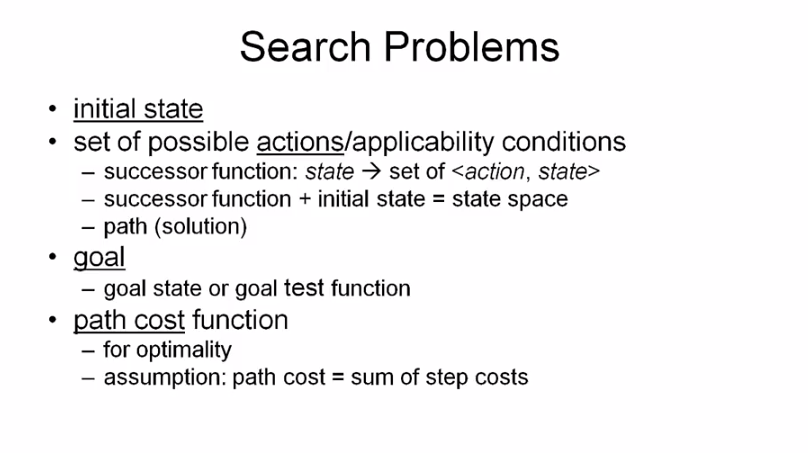 Search Problems
• initial state
• set of possible actions/applicability conditions
– successor function: state → set of <action, state>
– successor function + initial state = state space
– path (solution)
• goal
– goal state or goal test function
• path cost function
– for optimality
– assumption: path cost = sum of step costs